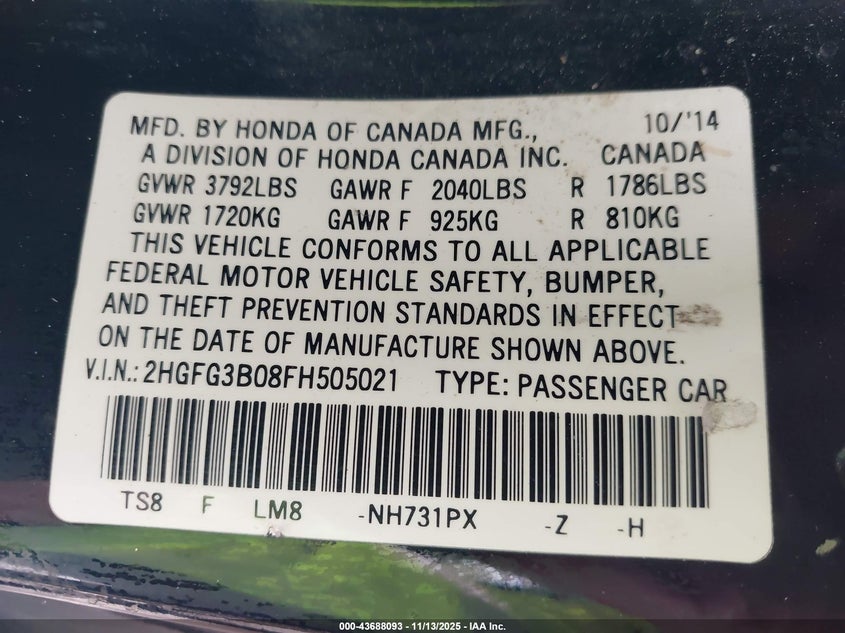 MFD. BY HONDA OF CANADA MFG., 10/'14
A DIVISION OF HONDA CANADA INC. CANADA
GVWR 3792LBS GAWR F 2040LBS R 1786LBS
GVWR 1720KG GAWR F 925KG R 810KG
THIS VEHICLE CONFORMS TO ALL APPLICABLE
FEDERAL MOTOR VEHICLE SAFETY, BUMPER,
AND THEFT PREVENTION STANDARDS IN EFFECT
ON THE DATE OF MANUFACTURE SHOWN ABOVE.
V.I.N.: 2HGFG3B08FH505021 TYPE: PASSENGER CAR
TS8 F LM8 -NH731PX -Z -H
000-43688093 - 11/13/2025 - IAA Inc.